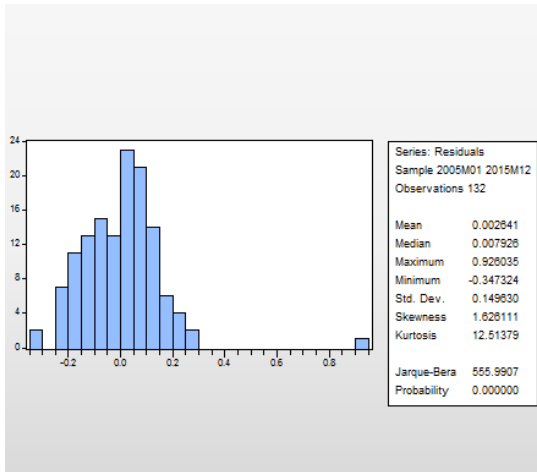 24
20
16
12
8
4
0
-0.2 0.0 0.2 0.4 0.6 0.8
Series: Residuals
Sample 2005M01 2015M12
Observations 132
Mean 0.002641
Median 0.007926
Maximum 0.926035
Minimum -0.347324
Std. Dev. 0.149630
Skewness 1.626111
Kurtosis 12.51379
Jarque-Bera 555.9907
Probability 0.000000